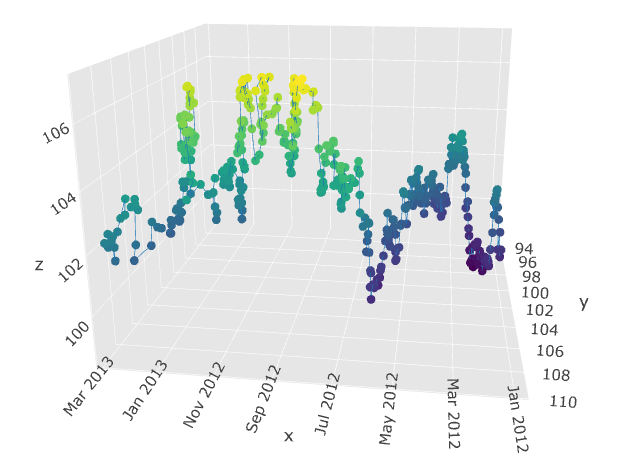 106
104
102
100
z
94
96
98
100
102
104
106
108
110
y
Mar 2013
Jan 2013
Nov 2012
Sep 2012
Jul 2012
May 2012
Mar 2012
Jan 2012
x